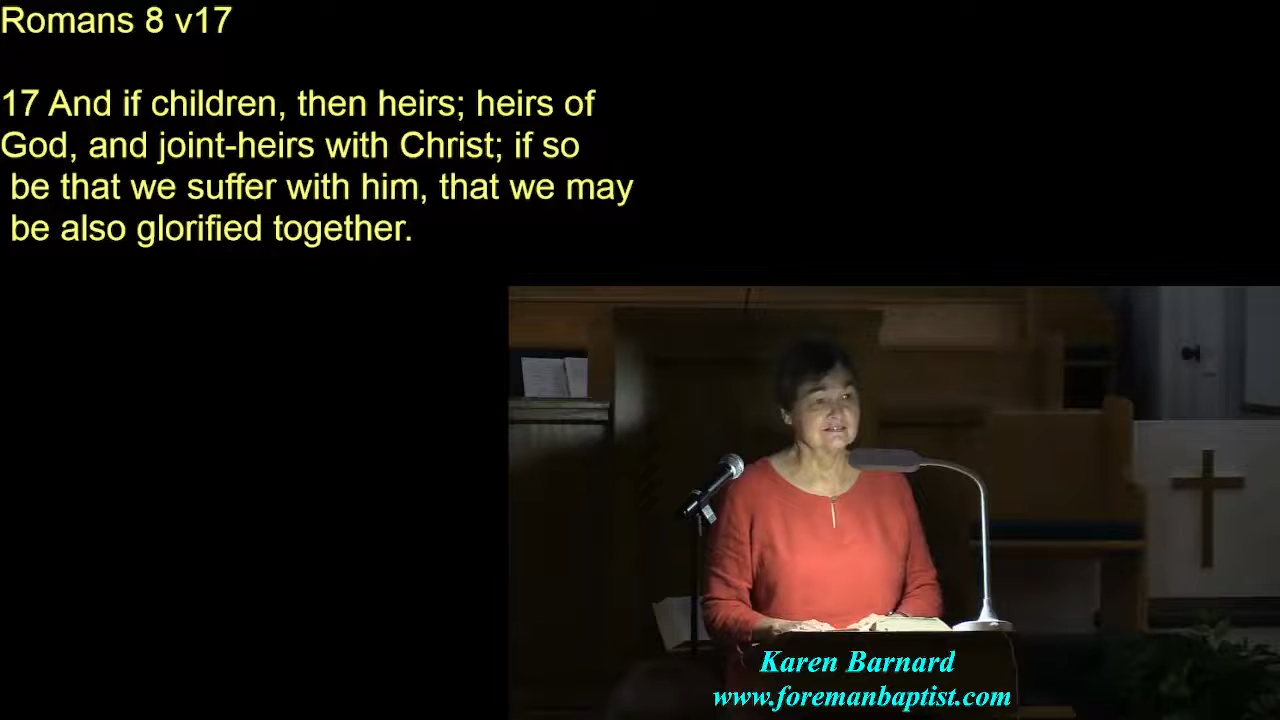 Romans 8 v17
17 And if children, then heirs; heirs of
God, and joint-heirs with Christ; if so
be that we suffer with him, that we may
be also glorified together.
Karen Barnard
www.foremanbaptist.com